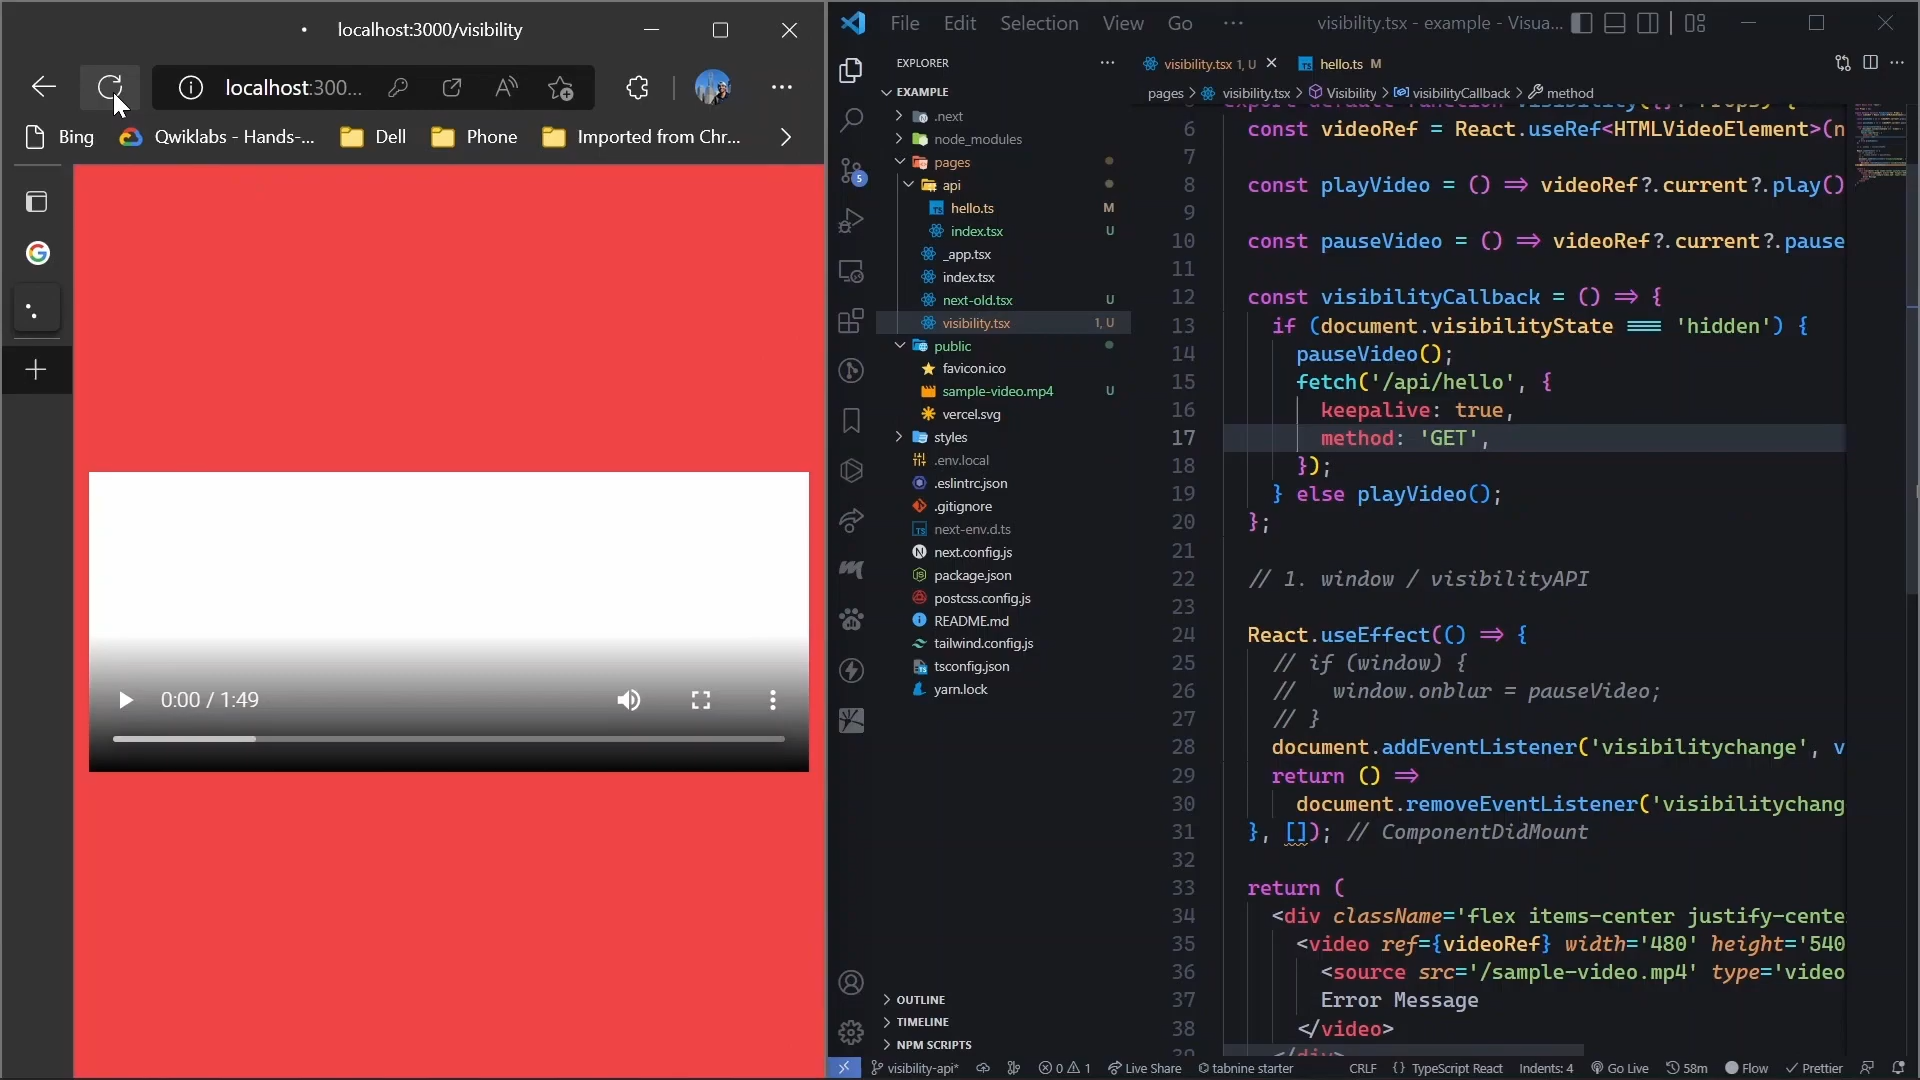 localhost:3000/visibility
localhost:300...
Bing
Qwiklabs - Hands-...
Dell
Phone
Imported from Chr...
0:00 / 1:49
File Edit Selection View Go ···
visibility.tsx - example - Visua...
EXPLORER
EXAMPLE
.next
node_modules
pages
api
hello.ts M
index.tsx U
_app.tsx
index.tsx
next-old.tsx U
visibility.tsx 1, U
public
favicon.ico
sample-video.mp4 U
vercel.svg
styles
.env.local
.eslintrc.json
.gitignore
next-env.d.ts
next.config.js
package.json
postcss.config.js
README.md
tailwind.config.js
tsconfig.json
yarn.lock
OUTLINE
TIMELINE
NPM SCRIPTS
5
visibility.tsx 1, U
hello.ts M
pages > visibility.tsx > Visibility > visibilityCallback > method
6 const videoRef = React.useRef<HTMLVideoElement>(n
7
8 const playVideo = () => videoRef?.current?.play()
9
10 const pauseVideo = () => videoRef?.current?.pause
11
12 const visibilityCallback = () => {
13 if (document.visibilityState === 'hidden') {
14 pauseVideo();
15 fetch('/api/hello', {
16 keepalive: true,
17 method: 'GET',
18 });
19 } else playVideo();
20 };
21
22 // 1. window / visibilityAPI
23
24 React.useEffect(() => {
25 // if (window) {
26 //   window.onblur = pauseVideo;
27 // }
28 document.addEventListener('visibilitychange', v
29 return () =>
30 document.removeEventListener('visibilitychang
31 }, []); // ComponentDidMount
32
33 return (
34 <div className='flex items-center justify-cente
35 <video ref={videoRef} width='480' height='540
36 <source src='/sample-video.mp4' type='video
37 Error Message
38 </video>
visibility-api*
0 1
Live Share
tabnine starter
CRLF
{ } TypeScript React
Indents: 4
Go Live
58m
Flow
Prettier